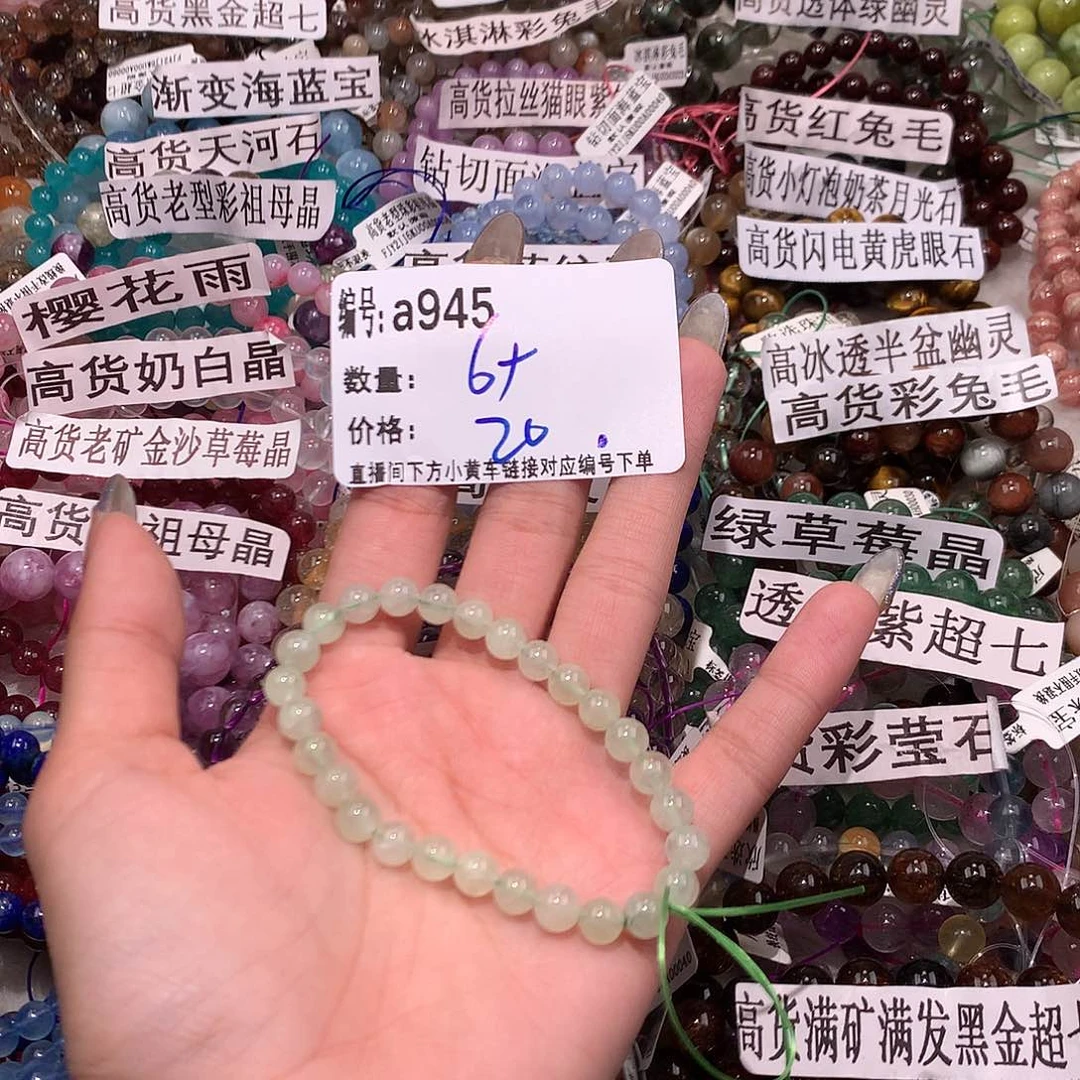 高货黑金超七
冰淇淋彩兔毛
高货透体绿幽灵
渐变海蓝宝
高货拉丝猫眼紫
高货红兔毛
高货天河石
高货小灯泡奶茶月光石
高货老型彩祖母晶
高货闪电黄虎眼石
樱花雨
高货奶白晶
高货老矿金沙草莓晶
高货
祖母晶
编号:a945
数量: 6+
价格: 20
直播间下方小黄车链接对应编号下单
高冰透半盆幽灵
高货彩兔毛
绿草莓晶
透
紫超七
彩莹石
高货满矿满发黑金超